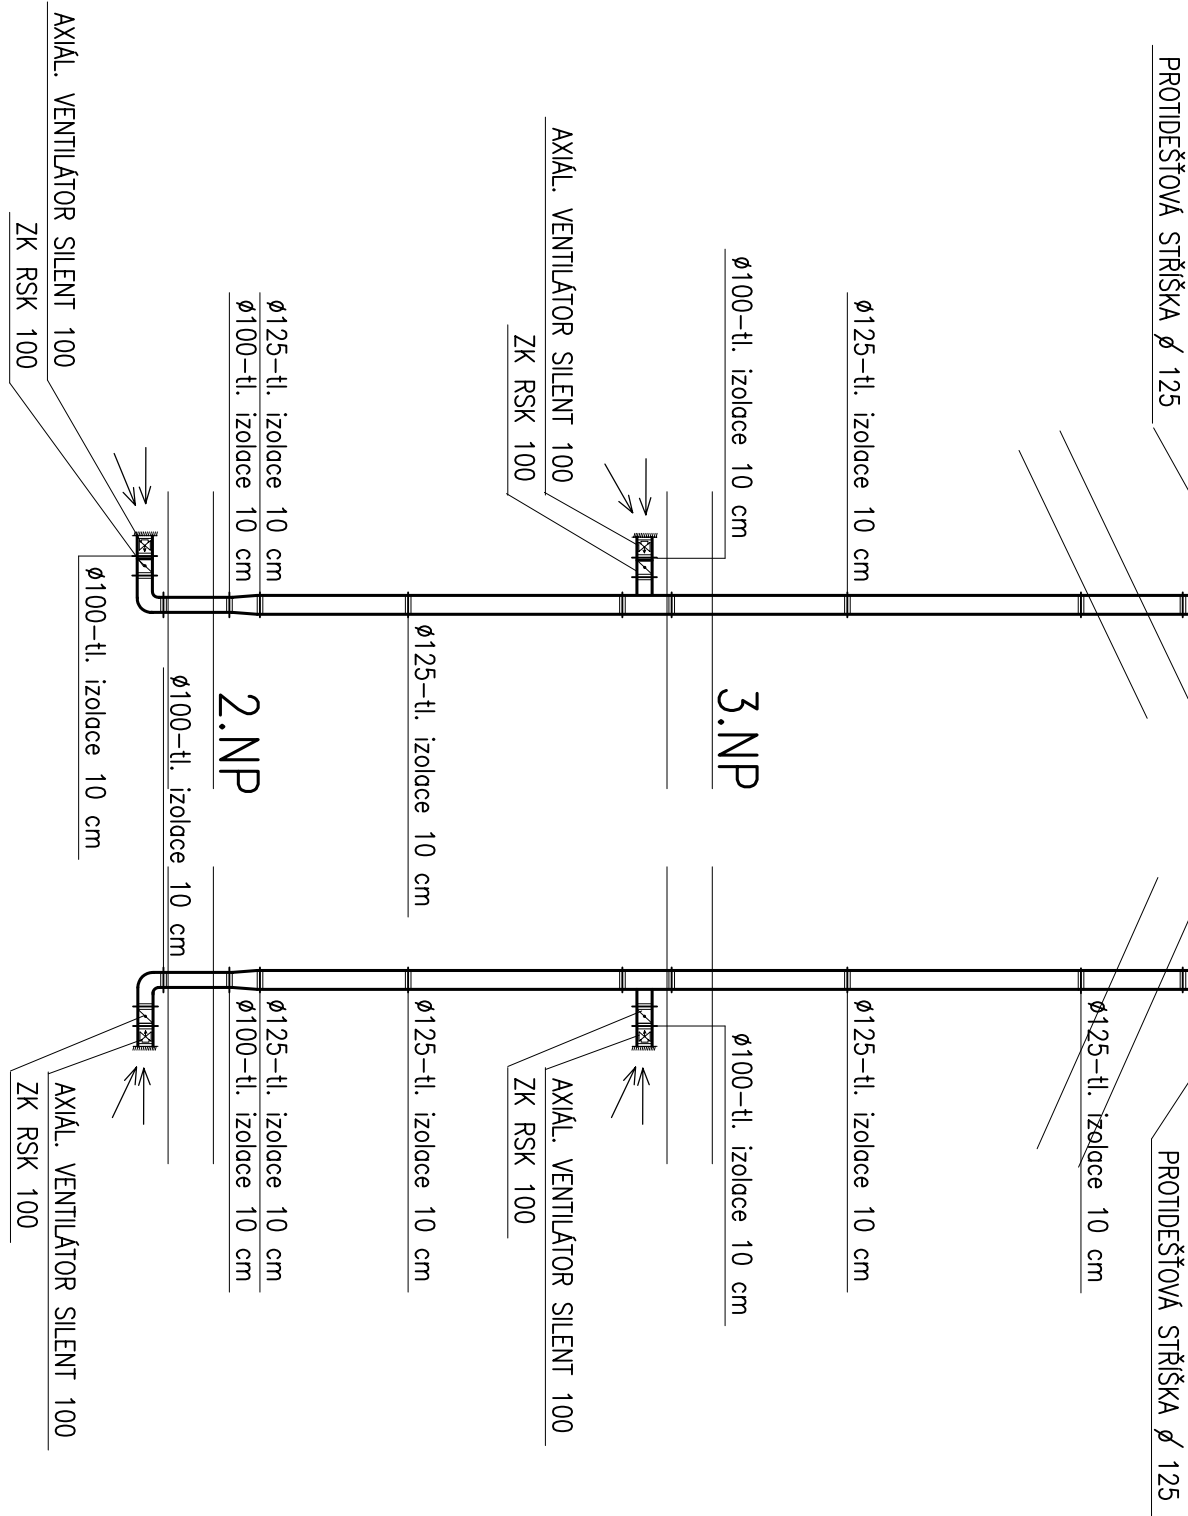 PROTIDEŠŤOVÁ STŘÍŠKA ø 125
PROTIDEŠŤOVÁ STŘÍŠKA ø 125
ø125-tl. izolace 10 cm
ø125-tl. izolace 10 cm
ø125-tl. izolace 10 cm
ø100-tl. izolace 10 cm
3.NP
ø100-tl. izolace 10 cm
AXIÁL. VENTILÁTOR SILENT 100
ZK RSK 100
AXIÁL. VENTILÁTOR SILENT 100
ZK RSK 100
ø125-tl. izolace 10 cm
ø125-tl. izolace 10 cm
ø125-tl. izolace 10 cm
ø100-tl. izolace 10 cm
2.NP
ø125-tl. izolace 10 cm
ø100-tl. izolace 10 cm
ø100-tl. izolace 10 cm
ø100-tl. izolace 10 cm
AXIÁL. VENTILÁTOR SILENT 100
ZK RSK 100
AXIÁL. VENTILÁTOR SILENT 100
ZK RSK 100